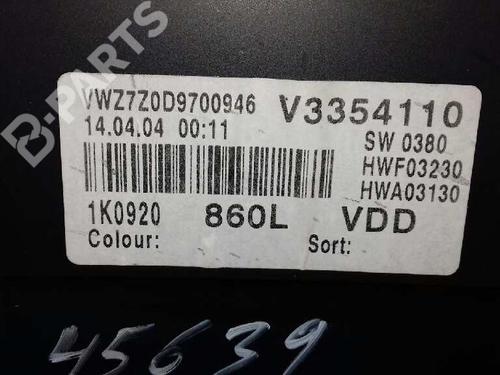 B-PARTS
VWZ7Z0D9700946 V3354110
14.04.04 00:11 SW 0380
HWF03230
HWA03130
1K0920 860L VDD
Colour: Sort:
45639